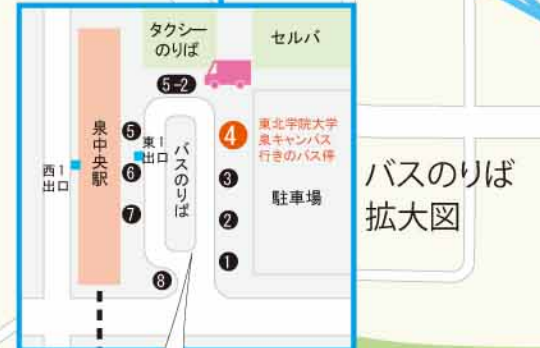 タクシー
のりば
セルバ
5-2
泉中央駅
5
東1
出口
6
7
8
西1
出口
バスのりば
4
東北学院大学
泉キャンパス
行きのバス停
3
2
1
駐車場
バスのりば
拡大図